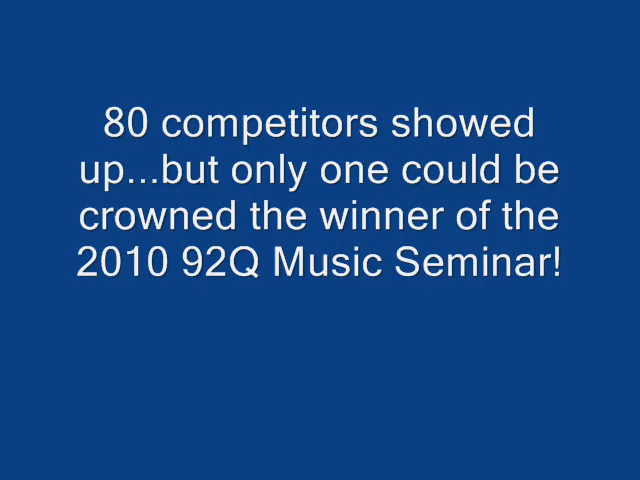 80 competitors showed
up...but only one could be
crowned the winner of the
2010 92Q Music Seminar!